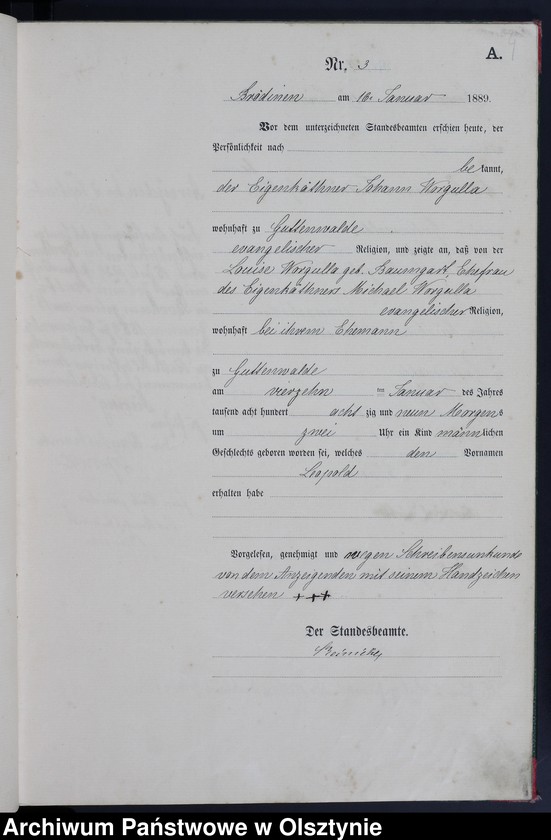 A.
Nr. 3
Brödinen am 16. Januar 1889.
Vor dem unterzeichneten Standesbeamten erschien heute, der
Persönlichkeit nach
bekannt,
der Eigenkäthner Johann Worgulla
wohnhaft zu Guttenwalde
evangelischer Religion, und zeigte an, daß von der
Louise Worgulla geb. Baumgart, Ehefrau
des Eigenkäthners Michael Worgulla
evangelischer Religion,
wohnhaft bei ihrem Ehemann
zu Guttenwalde
am vierzehn ten Januar des Jahres
tausend acht hundert acht zig und neun Morgens
um zwei Uhr ein Kind männlichen
Geschlechts geboren worden sei, welches den Vornamen
Leopold
erhalten habe
Vorgelesen, genehmigt und wegen Schreibensunkunde
von dem Anzeigenden mit seinem Handzeichen
versehen +++
Der Standesbeamte.
Archiwum Państwowe w Olsztynie